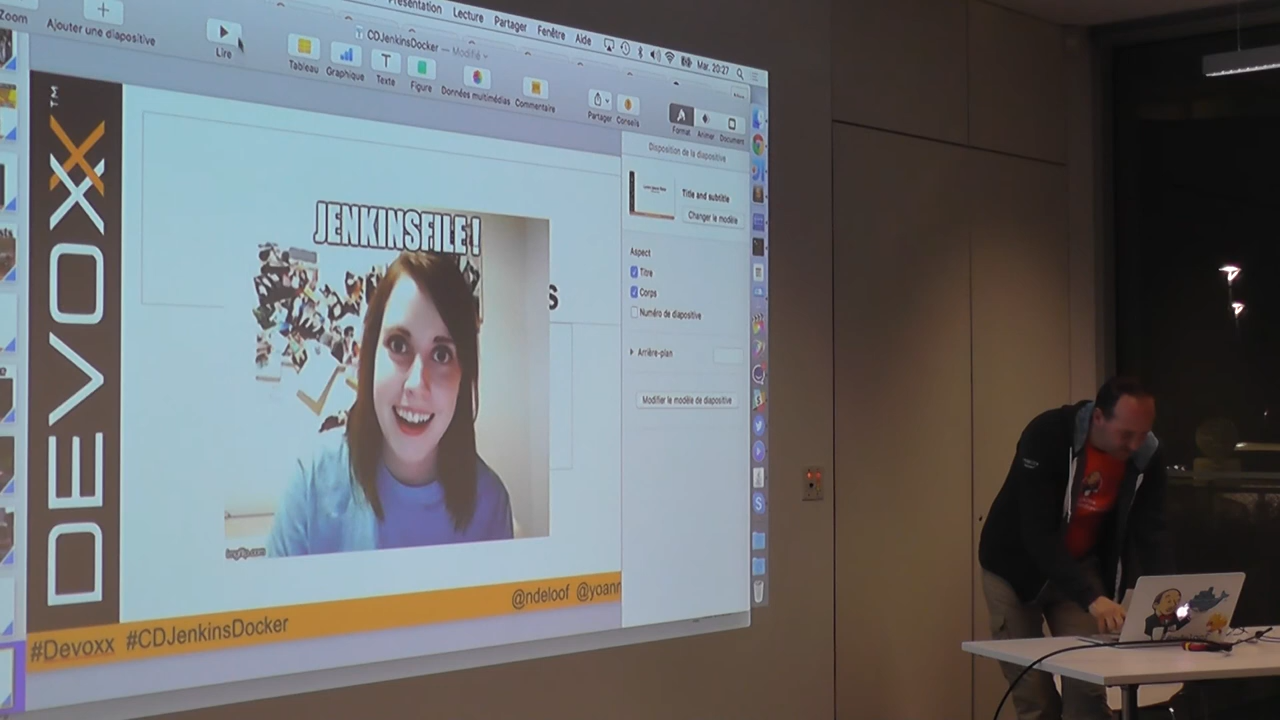 Zoom
Ajouter une diapositive
Lire
Présentation Lecture Partager Fenêtre Aide
Mar. 20:27
CDJenkinsDocker — Modifié
Tableau
Graphique
Texte
Figure
Données multimédias
Commentaire
Partager
Conseils
Format
Animer
Document
Disposition de la diapositive
Title and subtitle
Changer le modèle
Aspect
Titre
Corps
Numéro de diapositive
Arrière-plan
Modifier le modèle de diapositive
DEVOXX™
JENKINSFILE !
s
imgflip.com
@ndeloof @yoann
#Devoxx #CDJenkinsDocker